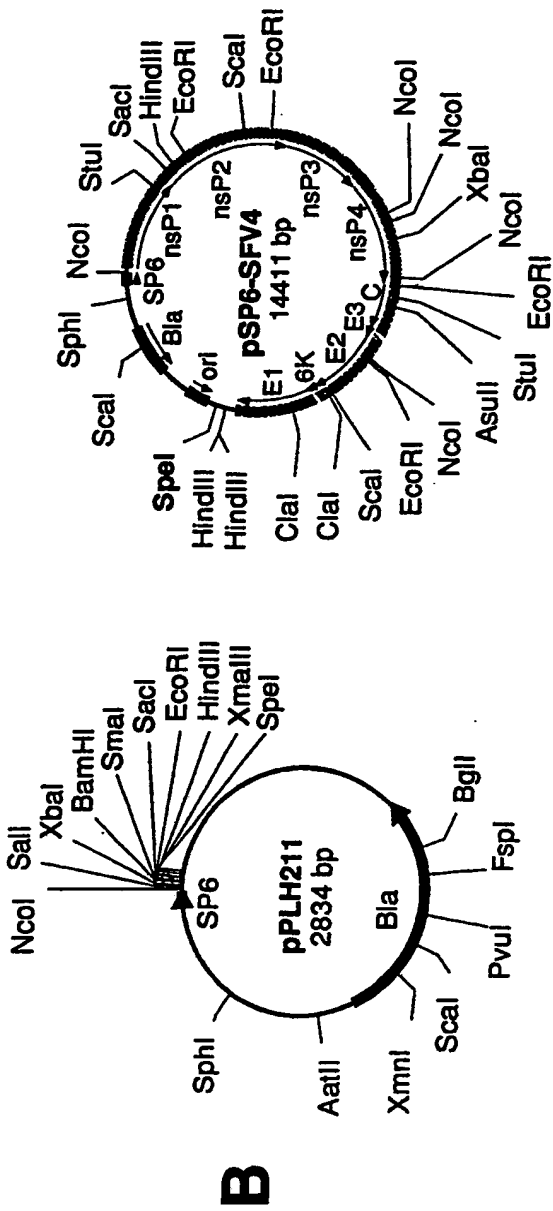 B
NcoI
SalI
XbaI
BamHI
SmaI
SacI
EcoRI
HindIII
XmaIII
SpeI
SP6
pPLH211
2834 bp
Bla
BglI
FspI
PvuI
ScaI
XmnI
AatII
SphI
NcoI
StuI
SacI
HindIII
EcoRI
ScaI
EcoRI
NcoI
NcoI
XbaI
NcoI
EcoRI
StuI
AsuII
NcoI
EcoRI
ScaI
ClaI
ClaI
HindIII
HindIII
SpeI
ScaI
SphI
SP6
nsP1
nsP2
nsP3
nsP4
C
E3
E2
6K
E1
ori
Bla
pSP6-SFV4
14411 bp